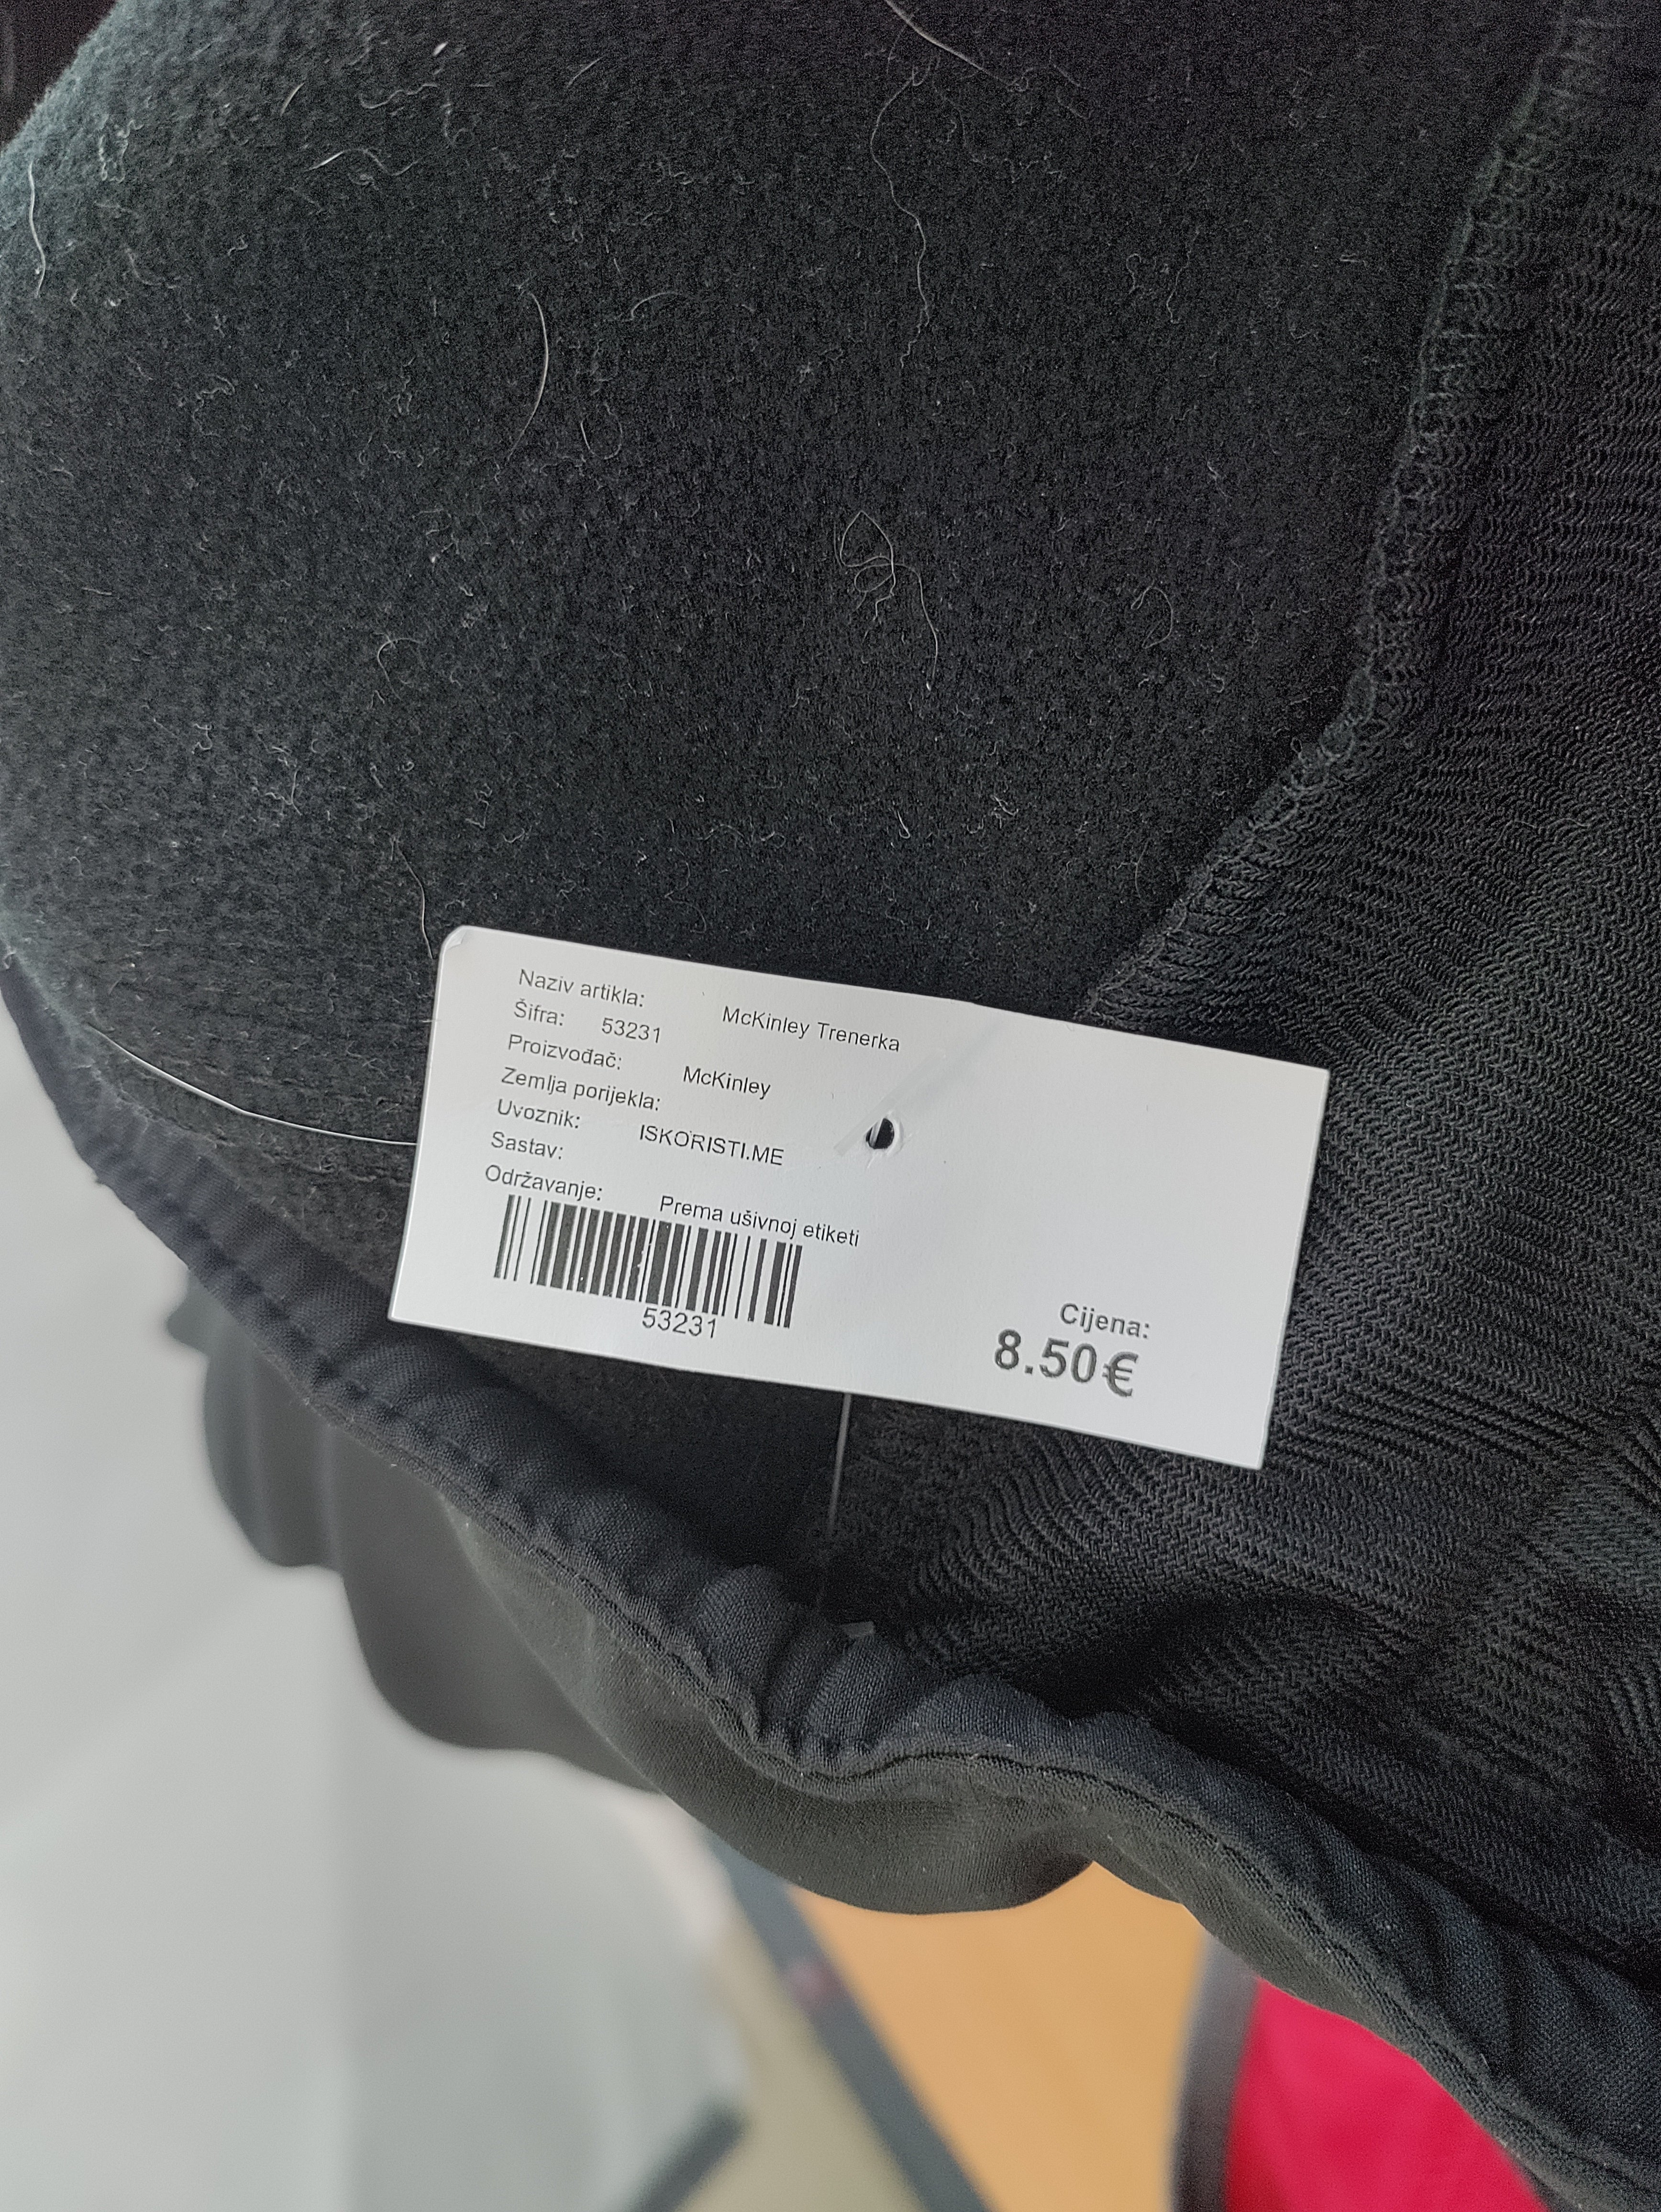 Naziv artikla: McKinley Trenerka
Šifra: 53231
Proizvođač: McKinley
Zemlja porijekla:
Uvoznik: ISKORISTI.ME
Sastav:
Održavanje: Prema ušivnoj etiketi
53231
Cijena:
8.50€